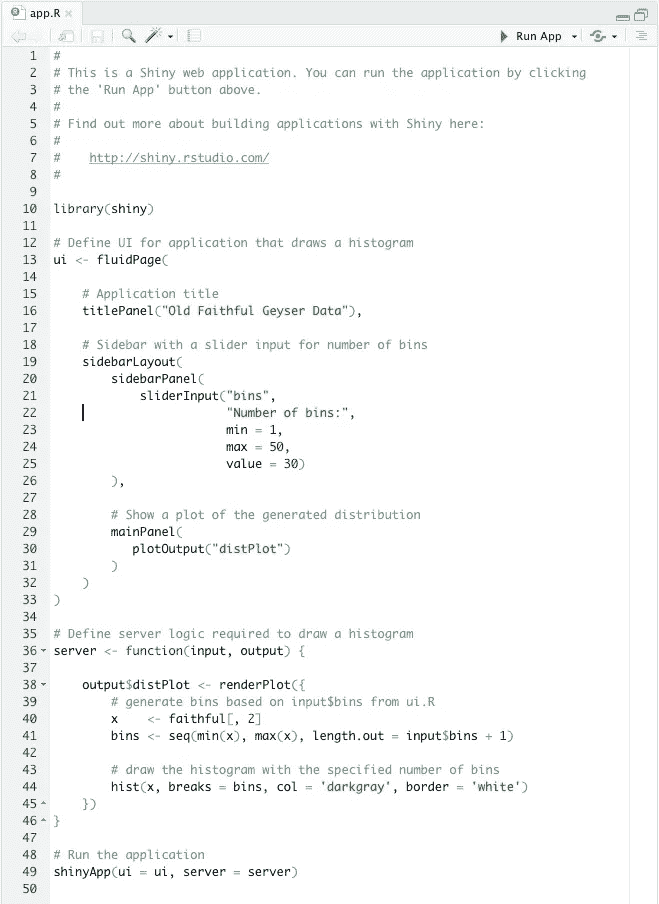 app.R
Run App
1 #
2 # This is a Shiny web application. You can run the application by clicking
3 # the 'Run App' button above.
4 #
5 # Find out more about building applications with Shiny here:
6 #
7 #    http://shiny.rstudio.com/
8 #
9
10 library(shiny)
11
12 # Define UI for application that draws a histogram
13 ui <- fluidPage(
14
15     # Application title
16     titlePanel("Old Faithful Geyser Data"),
17
18     # Sidebar with a slider input for number of bins
19     sidebarLayout(
20         sidebarPanel(
21             sliderInput("bins",
22                         "Number of bins:",
23                         min = 1,
24                         max = 50,
25                         value = 30)
26         ),
27
28         # Show a plot of the generated distribution
29         mainPanel(
30            plotOutput("distPlot")
31         )
32     )
33 )
34
35 # Define server logic required to draw a histogram
36 server <- function(input, output) {
37
38     output$distPlot <- renderPlot({
39         # generate bins based on input$bins from ui.R
40         x    <- faithful[, 2]
41         bins <- seq(min(x), max(x), length.out = input$bins + 1)
42
43         # draw the histogram with the specified number of bins
44         hist(x, breaks = bins, col = 'darkgray', border = 'white')
45     })
46 }
47
48 # Run the application
49 shinyApp(ui = ui, server = server)
50